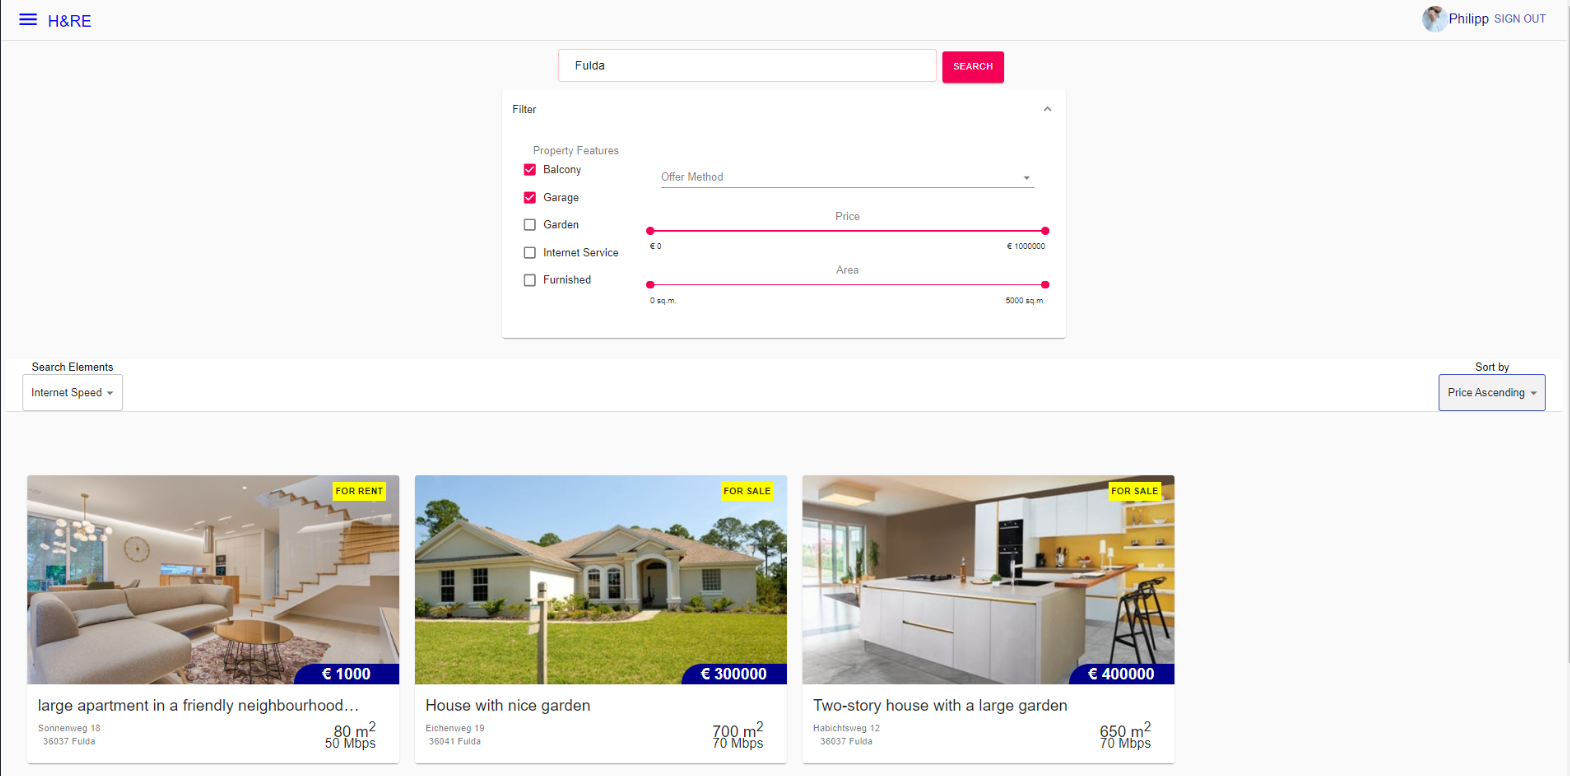 H&RE
Philipp SIGN OUT
Fulda
SEARCH
Filter
Property Features
Balcony
Garage
Garden
Internet Service
Furnished
Offer Method
Price
€ 0
€ 1000000
Area
0 sq.m.
5000 sq.m.
Search Elements
Internet Speed
Sort by
Price Ascending
FOR RENT
€ 1000
large apartment in a friendly neighbourhood…
Sonnenweg 18
36037 Fulda
80 m2
50 Mbps
FOR SALE
€ 300000
House with nice garden
Eichenweg 19
36041 Fulda
700 m2
70 Mbps
FOR SALE
€ 400000
Two-story house with a large garden
Habichtsweg 12
36037 Fulda
650 m2
70 Mbps